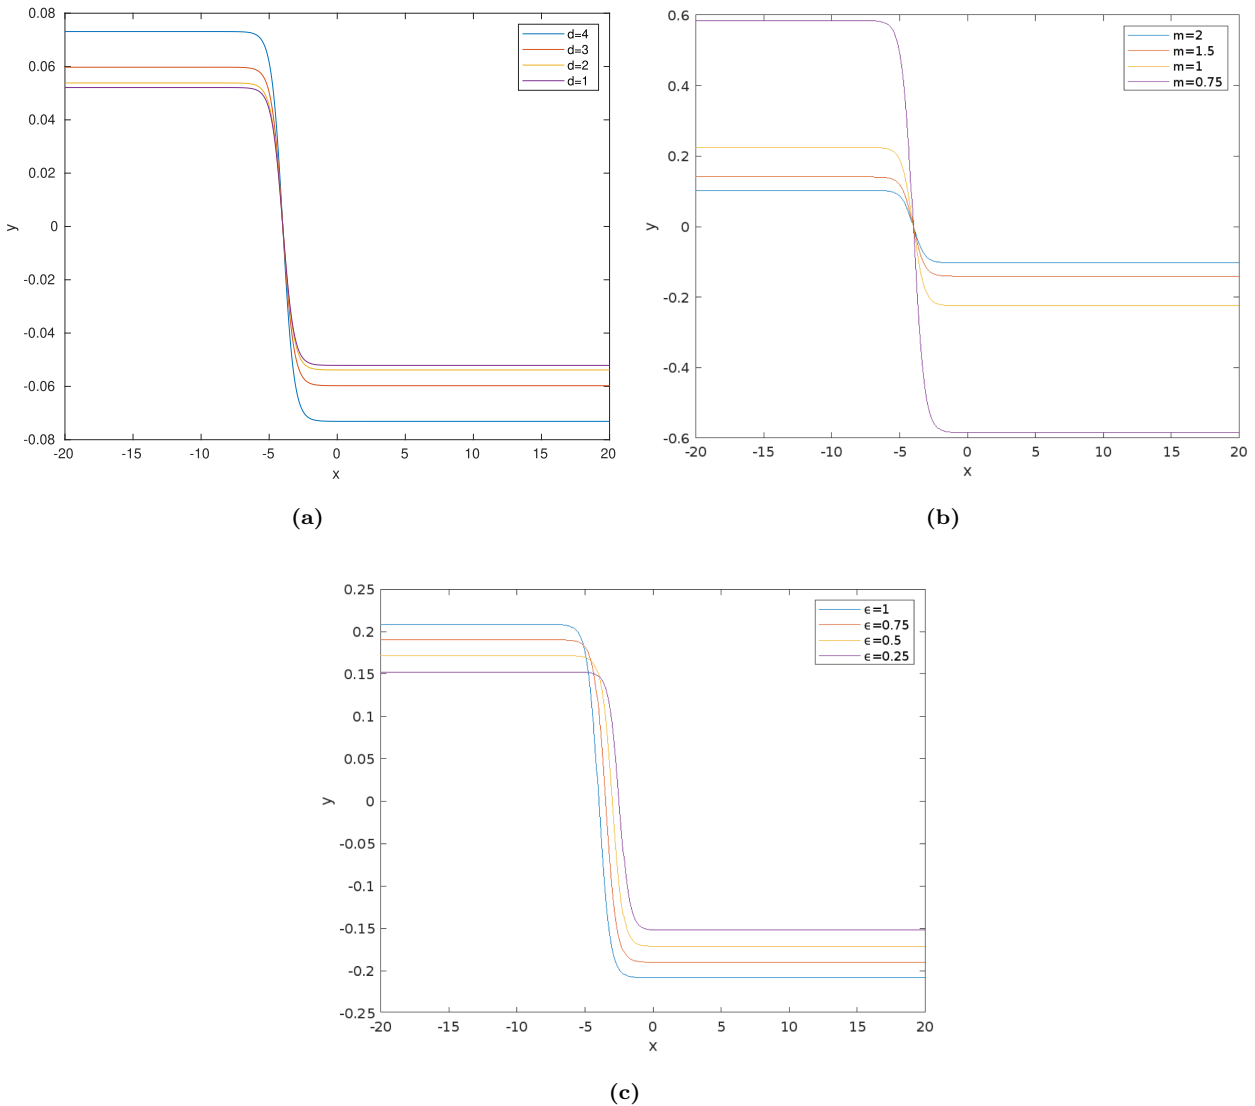 0.08
0.06
0.04
0.02
0
-0.02
-0.04
-0.06
-0.08
y
-20 -15 -10 -5 0 5 10 15 20
x
d=4
d=3
d=2
d=1
(a)
0.6
0.4
0.2
0
-0.2
-0.4
-0.6
y
-20 -15 -10 -5 0 5 10 15 20
x
m=2
m=1.5
m=1
m=0.75
(b)
0.25
0.2
0.15
0.1
0.05
0
-0.05
-0.1
-0.15
-0.2
-0.25
y
-20 -15 -10 -5 0 5 10 15 20
x
ϵ=1
ϵ=0.75
ϵ=0.5
ϵ=0.25
(c)